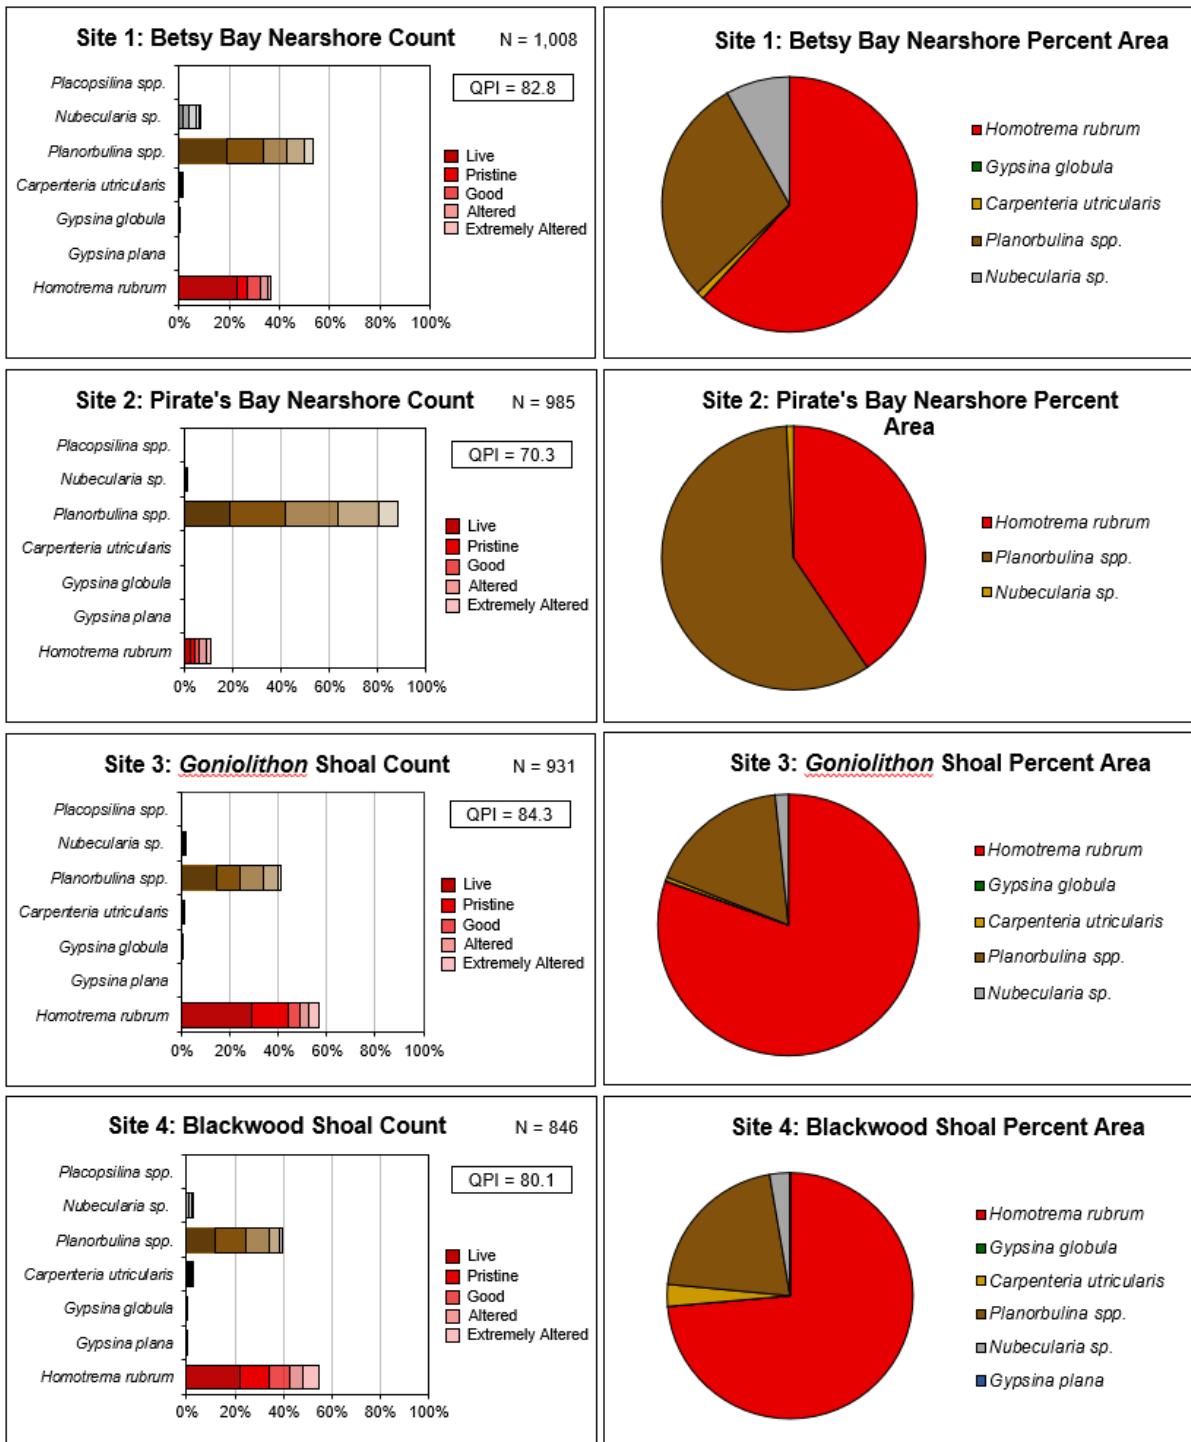 Site 1: Betsy Bay Nearshore Count
N = 1,008
QPI = 82.8
Placopsilina spp.
Nubecularia sp.
Planorbulina spp.
Carpenteria utricularis
Gypsina globula
Gypsina plana
Homotrema rubrum
Live
Pristine
Good
Altered
Extremely Altered
0% 20% 40% 60% 80% 100%
Site 1: Betsy Bay Nearshore Percent Area
Homotrema rubrum
Gypsina globula
Carpenteria utricularis
Planorbulina spp.
Nubecularia sp.
Site 2: Pirate's Bay Nearshore Count
N = 985
QPI = 70.3
Placopsilina spp.
Nubecularia sp.
Planorbulina spp.
Carpenteria utricularis
Gypsina globula
Gypsina plana
Homotrema rubrum
Live
Pristine
Good
Altered
Extremely Altered
0% 20% 40% 60% 80% 100%
Site 2: Pirate's Bay Nearshore Percent
Area
Homotrema rubrum
Planorbulina spp.
Nubecularia sp.
Site 3: Goniolithon Shoal Count
N = 931
QPI = 84.3
Placopsilina spp.
Nubecularia sp.
Planorbulina spp.
Carpenteria utricularis
Gypsina globula
Gypsina plana
Homotrema rubrum
Live
Pristine
Good
Altered
Extremely Altered
0% 20% 40% 60% 80% 100%
Site 3: Goniolithon Shoal Percent Area
Homotrema rubrum
Gypsina globula
Carpenteria utricularis
Planorbulina spp.
Nubecularia sp.
Site 4: Blackwood Shoal Count
N = 846
QPI = 80.1
Placopsilina spp.
Nubecularia sp.
Planorbulina spp.
Carpenteria utricularis
Gypsina globula
Gypsina plana
Homotrema rubrum
Live
Pristine
Good
Altered
Extremely Altered
0% 20% 40% 60% 80% 100%
Site 4: Blackwood Shoal Percent Area
Homotrema rubrum
Gypsina globula
Carpenteria utricularis
Planorbulina spp.
Nubecularia sp.
Gypsina plana